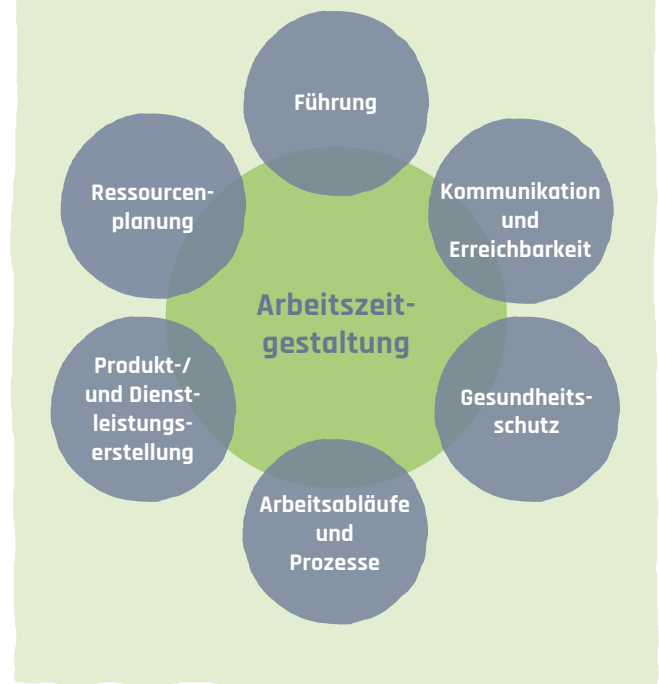 Führung
Ressourcen-
planung
Kommunikation
und
Erreichbarkeit
Arbeitszeit-
gestaltung
Produkt-/
und Dienst-
leistungs-
erstellung
Gesundheits-
schutz
Arbeitsabläufe
und
Prozesse